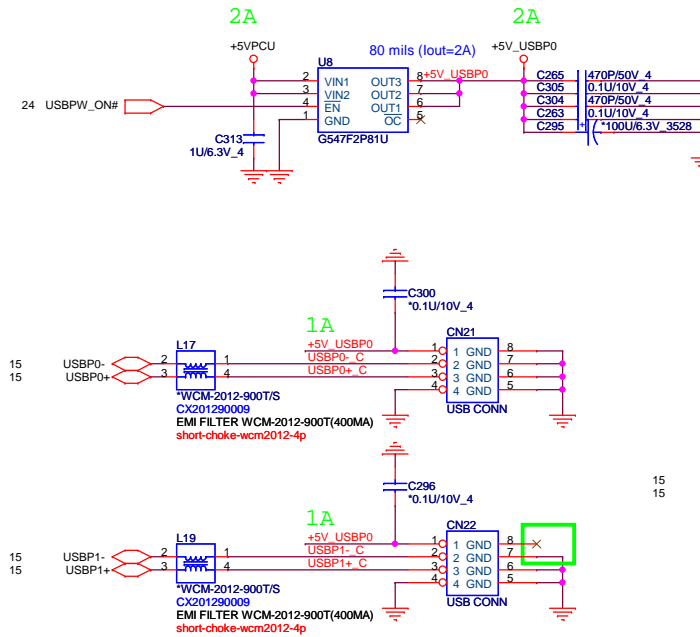 2A
2A
+5VPCU
80 mils (Iout=2A)
+5V_USBP0
U8
2 VIN1 OUT3 8 +5V_USBP0
3 VIN2 OUT2 7
24 USBPW_ON# 4 EN OUT1 6
1 GND OC 5
G547F2P81U
C313
1U/6.3V_4
C265 470P/50V_4
C305 0.1U/10V_4
C304 470P/50V_4
C263 0.1U/10V_4
C295 + *100U/6.3V_3528
C300
*0.1U/10V_4
1A
CN21
L17
+5V_USBP0 1 1 GND 8
15 USBP0- 2 1 USBP0-_C 2 2 GND 7
15 USBP0+ 3 4 USBP0+_C 3 3 GND 6
4 4 GND 5
USB CONN
*WCM-2012-900T/S
CX201290009
EMI FILTER WCM-2012-900T(400MA)
short-choke-wcm2012-4p
C296
*0.1U/10V_4
15
15
1A
CN22
L19
+5V_USBP0 1 1 GND 8
15 USBP1- 2 1 USBP1-_C 2 2 GND 7
15 USBP1+ 3 4 USBP1+_C 3 3 GND 6
4 4 GND 5
USB CONN
*WCM-2012-900T/S
CX201290009
EMI FILTER WCM-2012-900T(400MA)
short-choke-wcm2012-4p